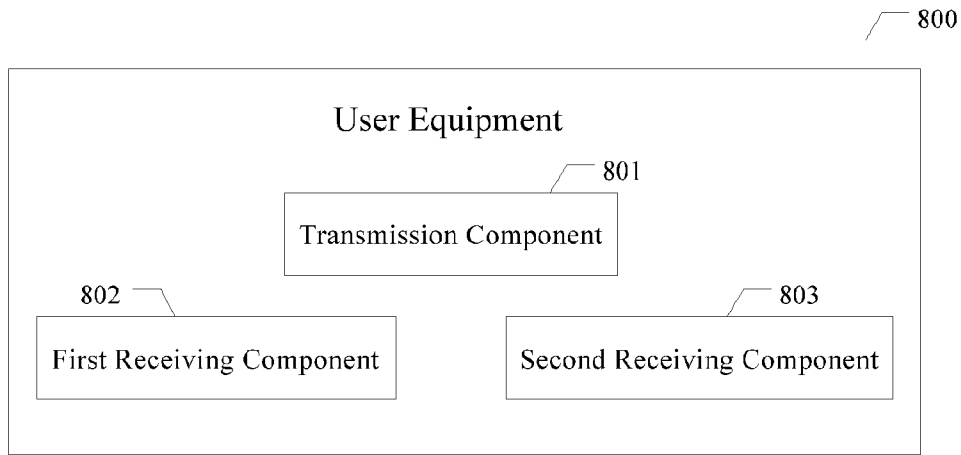 800
User Equipment
801
Transmission Component
802
803
First Receiving Component
Second Receiving Component